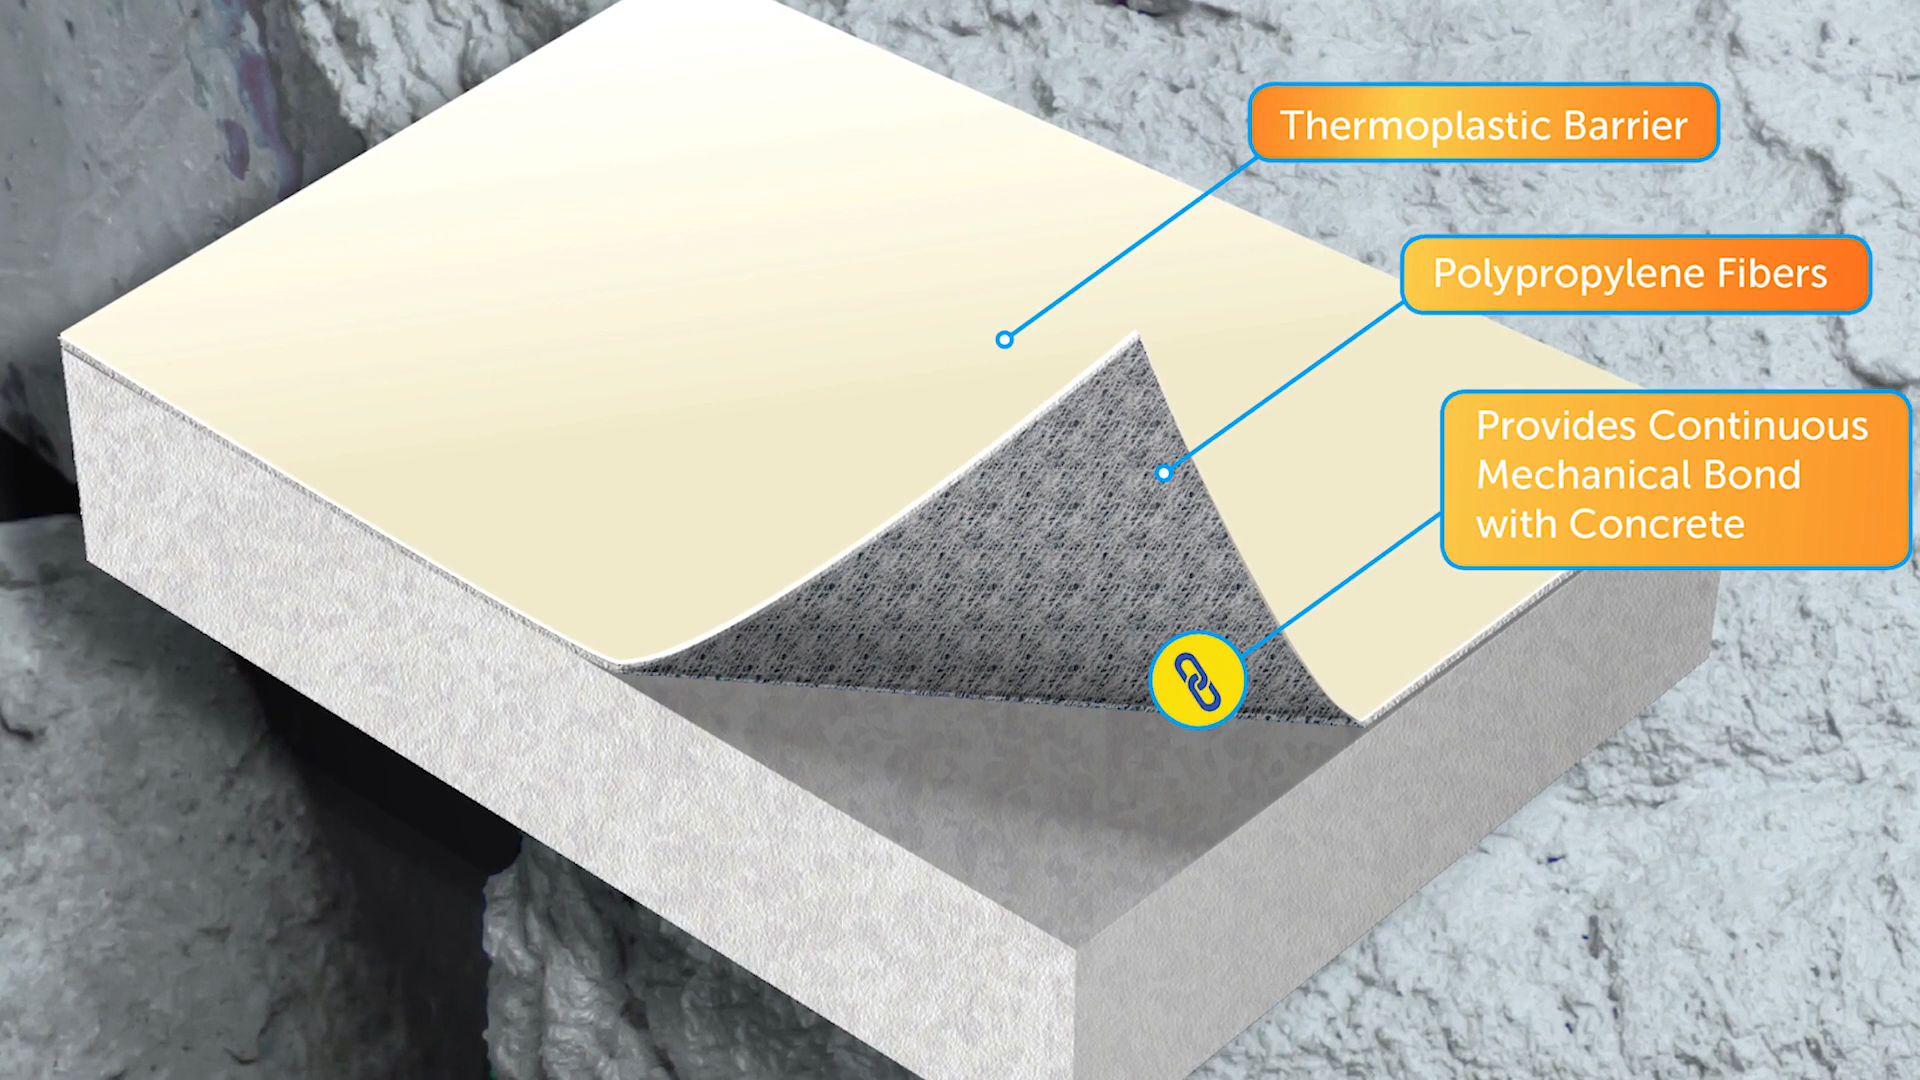 Thermoplastic Barrier
Polypropylene Fibers
Provides Continuous
Mechanical Bond
with Concrete